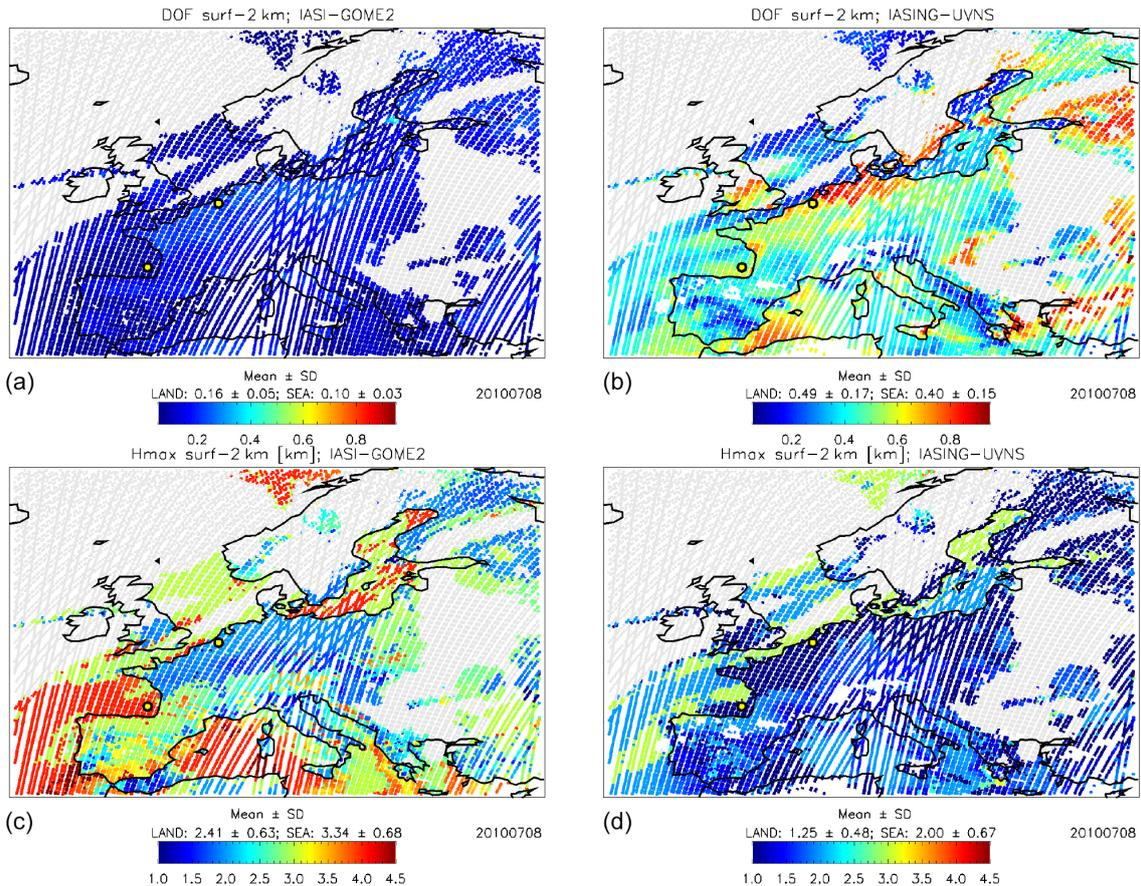 DOF surf-2 km; IASI-GOME2
DOF surf-2 km; IASING-UVNS
(a)
Mean ± SD
LAND: 0.16 ± 0.05; SEA: 0.10 ± 0.03
20100708
0.2 0.4 0.6 0.8
(b)
Mean ± SD
LAND: 0.49 ± 0.17; SEA: 0.40 ± 0.15
20100708
0.2 0.4 0.6 0.8
Hmax surf-2 km [km]; IASI-GOME2
Hmax surf-2 km [km]; IASING-UVNS
(c)
Mean ± SD
LAND: 2.41 ± 0.63; SEA: 3.34 ± 0.68
20100708
1.0 1.5 2.0 2.5 3.0 3.5 4.0 4.5
(d)
Mean ± SD
LAND: 1.25 ± 0.48; SEA: 2.00 ± 0.67
20100708
1.0 1.5 2.0 2.5 3.0 3.5 4.0 4.5